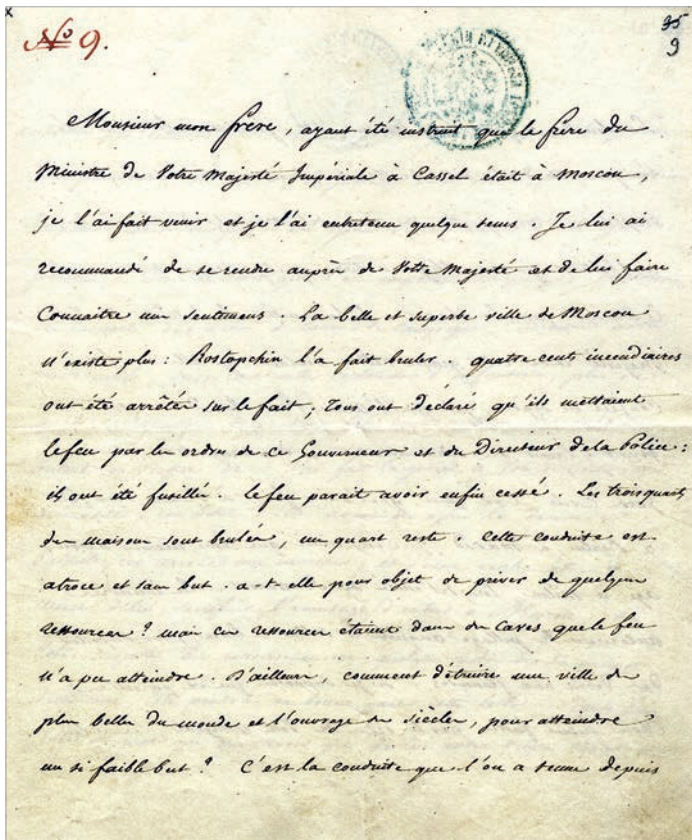 x
No 9.
35
9
Monsieur mon frere, ayant été instruit que le frere du
Ministre de Votre Majesté Impériale à Cassel était à Moscou,
je l'ai fait venir et je l'ai entretenu quelque tems. Je lui ai
recommandé de se rendre auprès de Votre Majesté et de lui faire
Connaitre mes sentimens. La belle et superbe ville de Moscou
n'existe plus: Rostopchin l'a fait bruler. quatre cents incendiaires
ont été arrêtés sur le fait; Tous ont déclaré qu'ils mettaient
le feu par les ordres de ce Gouverneur et du Directeur de la Police:
ils ont été fusillés. le feu parait avoir enfin cessé. Les trois quarts
des maisons sont brulées, un quart reste. Cette conduite est
atroce et sans but. a-t-elle pour objet de priver de quelques
ressources? mais ces ressources étaient dans des Caves que le feu
n'a pu atteindre. D'ailleurs, comment détruire une ville des
plus belles du monde et l'ouvrage des siècles, pour atteindre
un si faible but? C'est la conduite que l'on a tenue depuis